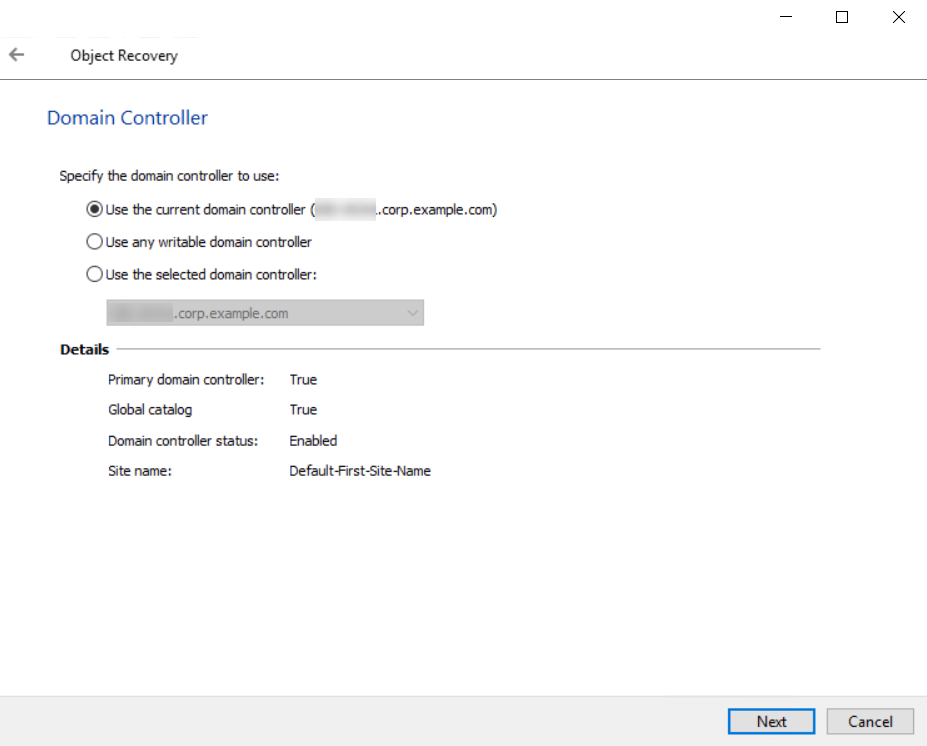 Object Recovery
Domain Controller
Specify the domain controller to use:
Use the current domain controller (.corp.example.com)
Use any writable domain controller
Use the selected domain controller:
.corp.example.com
Details
Primary domain controller: True
Global catalog True
Domain controller status: Enabled
Site name: Default-First-Site-Name
Next Cancel